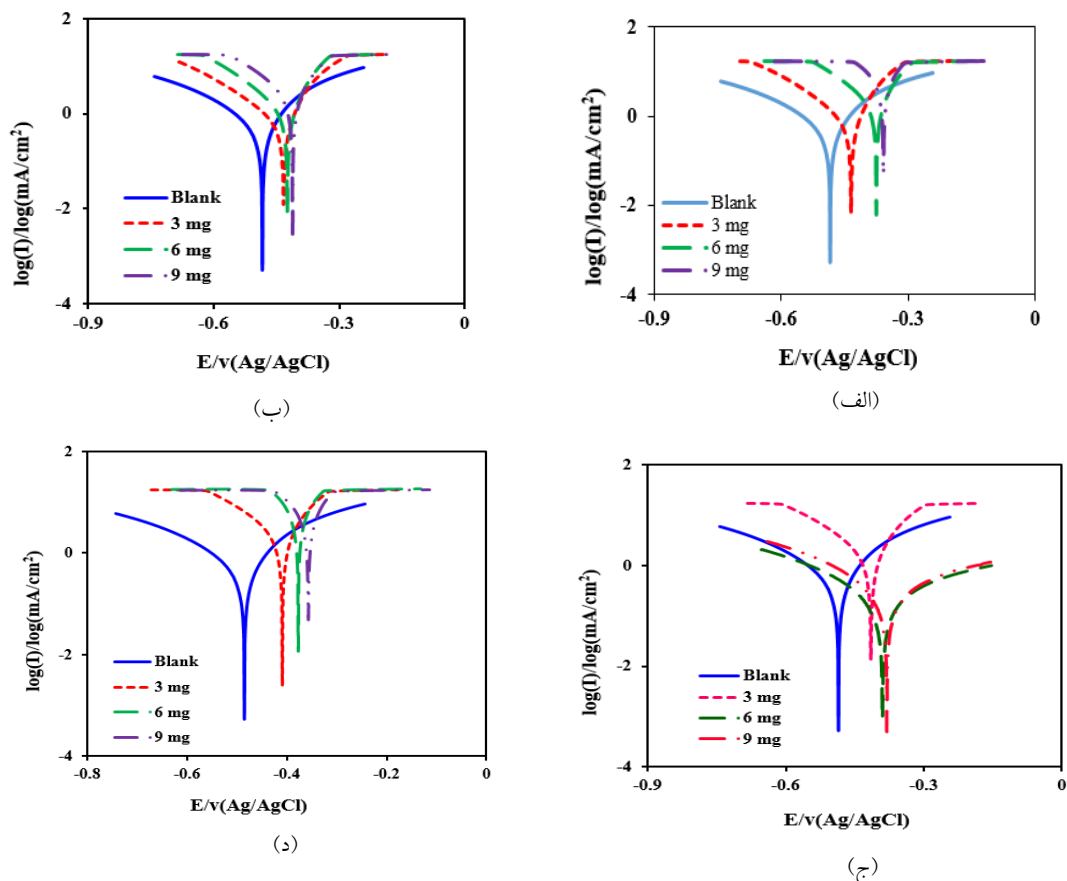 2
0
-2
-4
log(I)/log(mA/cm²)
Blank
3 mg
6 mg
9 mg
-0.9
-0.6
-0.3
0
E/v(Ag/AgCl)
(الف)
2
0
-2
-4
log(I)/log(mA/cm²)
Blank
3 mg
6 mg
9 mg
-0.9
-0.6
-0.3
0
E/v(Ag/AgCl)
(ب)
2
0
-2
-4
log(I)/log(mA/cm²)
Blank
3 mg
6 mg
9 mg
-0.9
-0.6
-0.3
0
E/v(Ag/AgCl)
(ج)
2
0
-2
-4
log(I)/log(mA/cm²)
Blank
3 mg
6 mg
9 mg
-0.8
-0.6
-0.4
-0.2
0
E/v(Ag/AgCl)
(د)